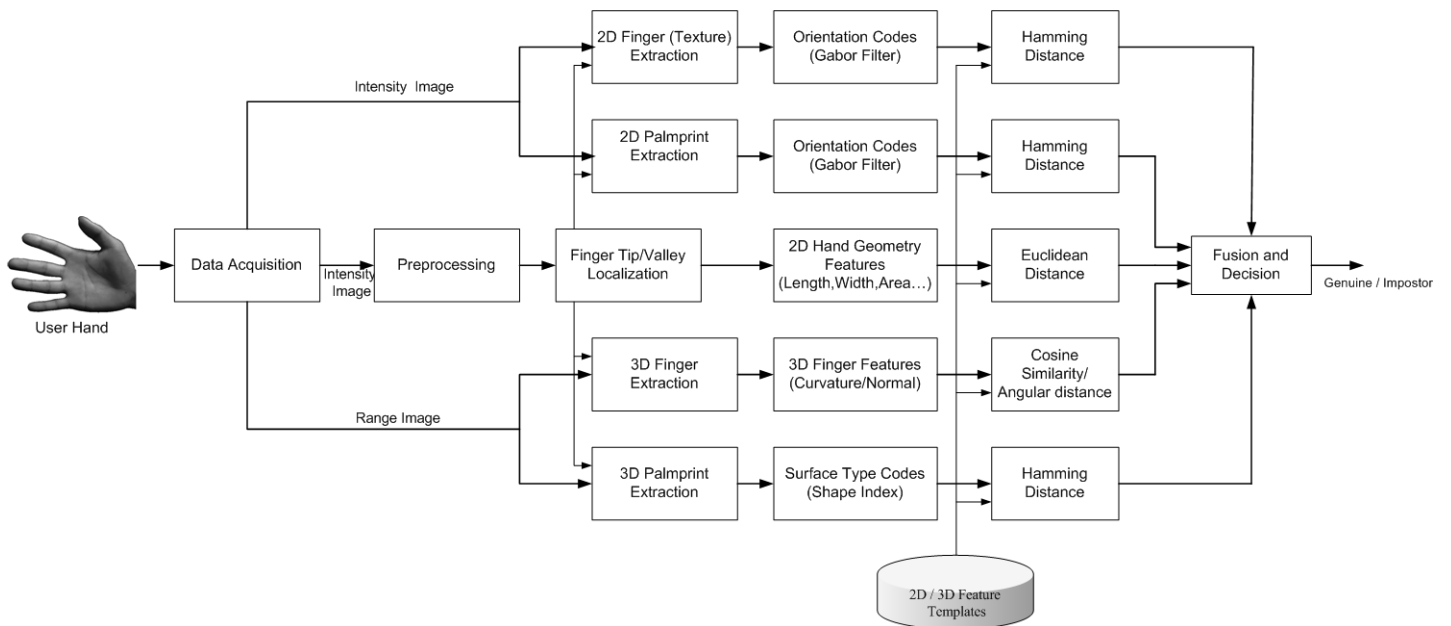 2D Finger (Texture)
Extraction
Orientation Codes
(Gabor Filter)
Hamming
Distance
Intensity Image
2D Palmprint
Extraction
Orientation Codes
(Gabor Filter)
Hamming
Distance
User Hand
Data Acquisition
Intensity
Image
Preprocessing
Finger Tip/Valley
Localization
2D Hand Geometry
Features
(Length,Width,Area...)
Euclidean
Distance
Fusion and
Decision
Genuine / Impostor
3D Finger
Extraction
3D Finger Features
(Curvature/Normal)
Cosine
Similarity/
Angular distance
Range Image
3D Palmprint
Extraction
Surface Type Codes
(Shape Index)
Hamming
Distance
2D / 3D Feature
Templates